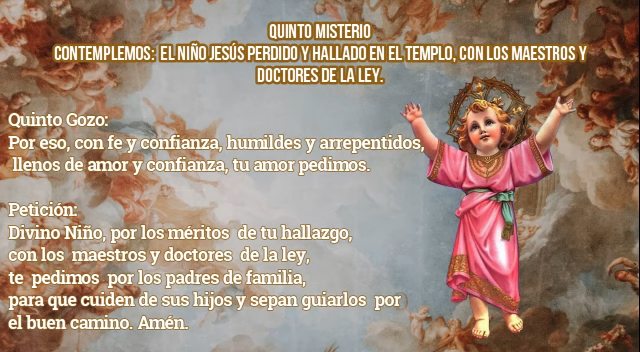 QUINTO MISTERIO
CONTEMPLEMOS: EL NIÑO JESÚS PERDIDO Y HALLADO EN EL TEMPLO, CON LOS MAESTROS Y
DOCTORES DE LA LEY.
Quinto Gozo:
Por eso, con fe y confianza, humildes y arrepentidos,
llenos de amor y confianza, tu amor pedimos.
Petición:
Divino Niño, por los méritos de tu hallazgo,
con los maestros y doctores de la ley,
te pedimos por los padres de familia,
para que cuiden de sus hijos y sepan guiarlos por
el buen camino. Amén.